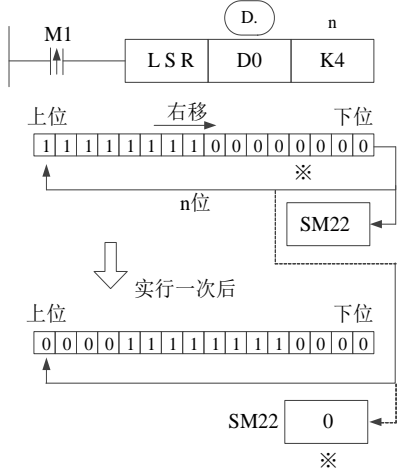 D. n
M1
LSR D0 K4
上位 右移 下位
1 1 1 1 1 1 1 1 0 0 0 0 0 0 0 0
※
n位
SM22
实行一次后
上位 下位
0 0 0 0 1 1 1 1 1 1 1 1 0 0 0 0
SM22 0
※